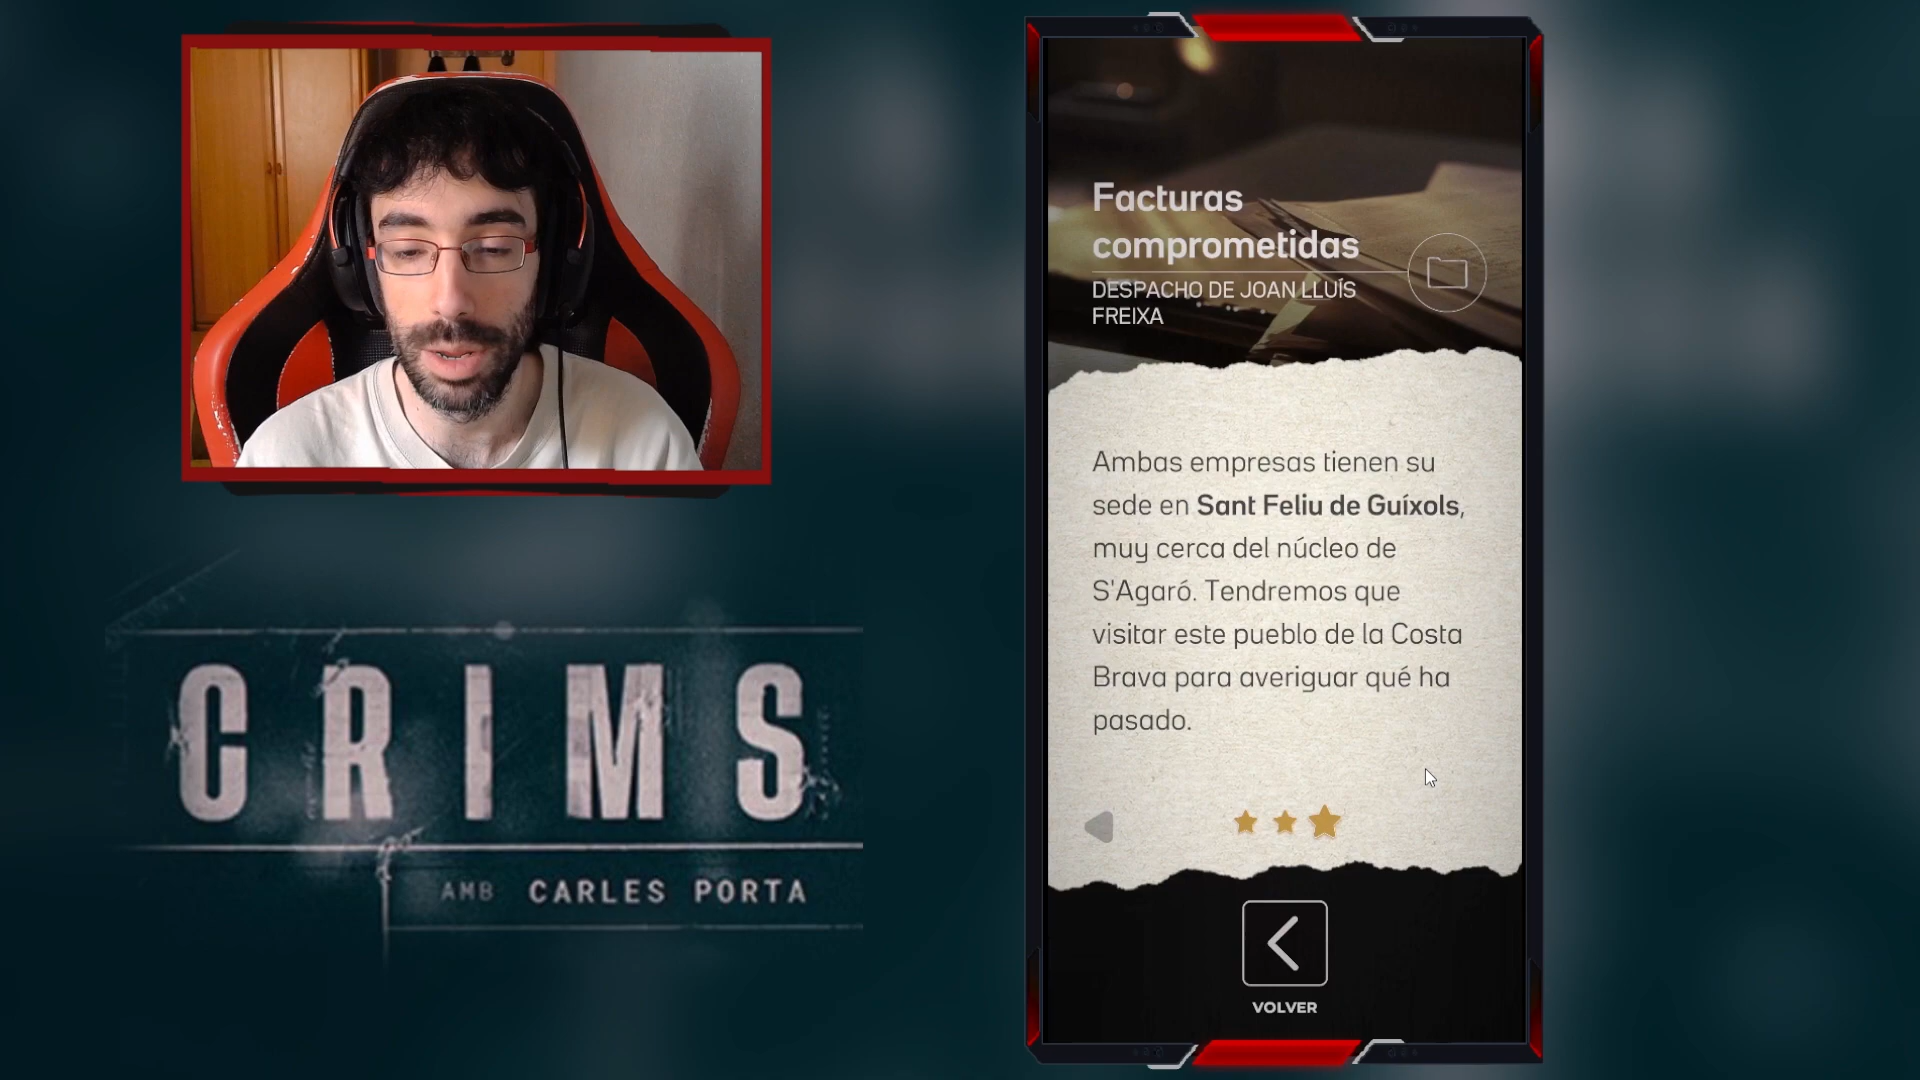 CRIMS
AMB CARLES PORTA
Facturas
comprometidas
DESPACHO DE JOAN LLUÍS
FREIXA
Ambas empresas tienen su
sede en Sant Feliu de Guíxols,
muy cerca del núcleo de
S'Agaró. Tendremos que
visitar este pueblo de la Costa
Brava para averiguar qué ha
pasado.
VOLVER